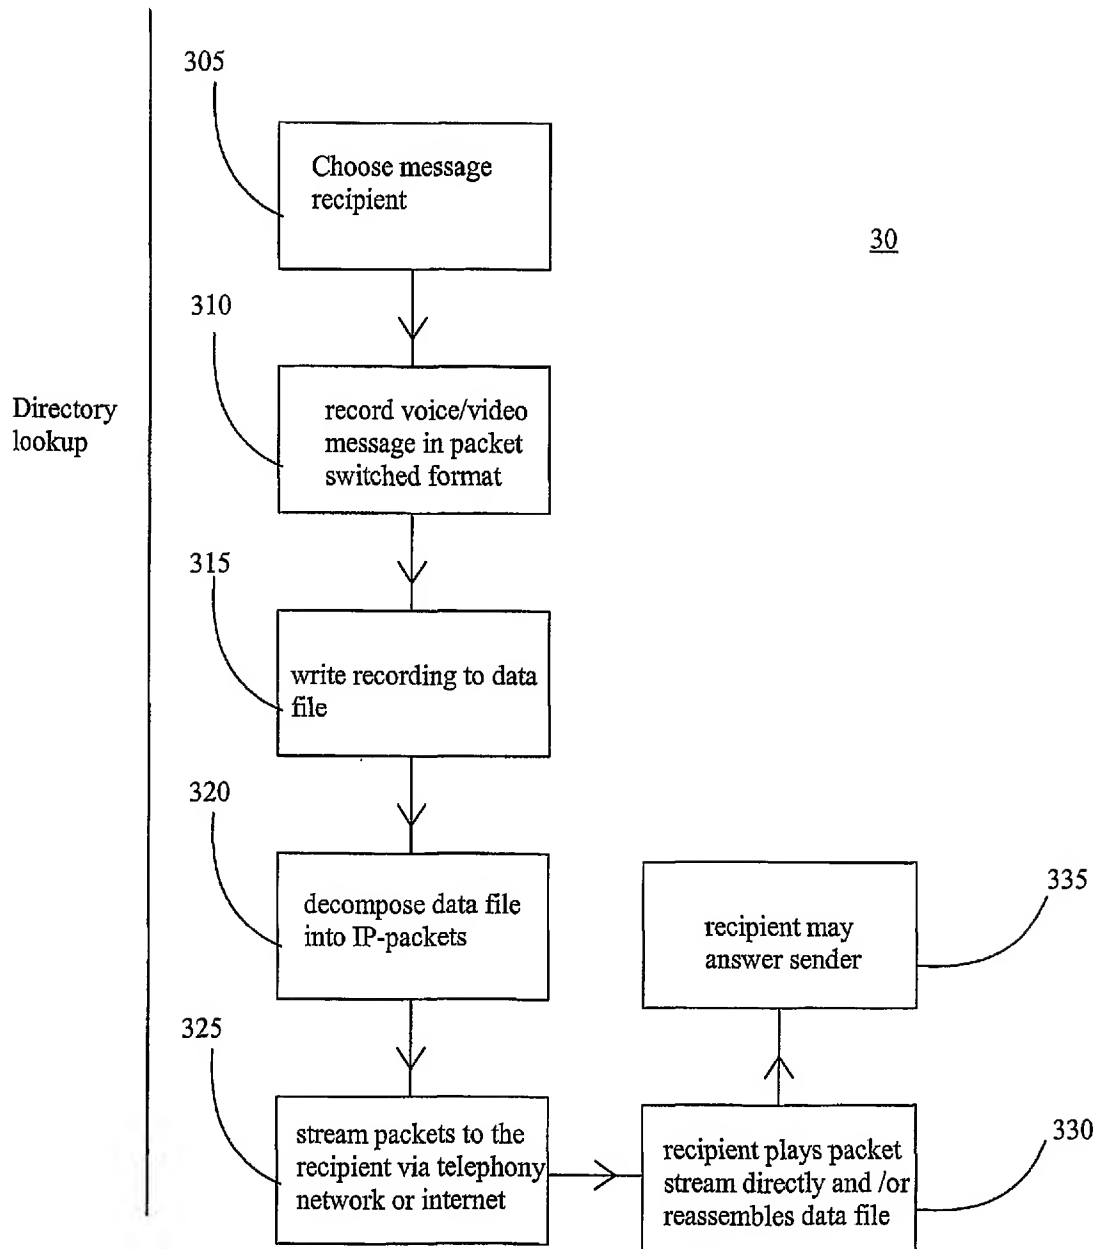 305
Choose message
recipient
30
310
Directory
lookup
record voice/video
message in packet
switched format
315
write recording to data
file
320
decompose data file
into IP-packets
335
recipient may
answer sender
325
stream packets to the
recipient via telephony
network or internet
330
recipient plays packet
stream directly and /or
reassembles data file